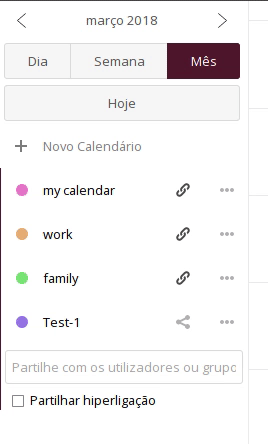 março 2018
Dia Semana Mês
Hoje
Novo Calendário
my calendar
work
family
Test-1
Partilhe com os utilizadores ou grupo
Partilhar hiperligação